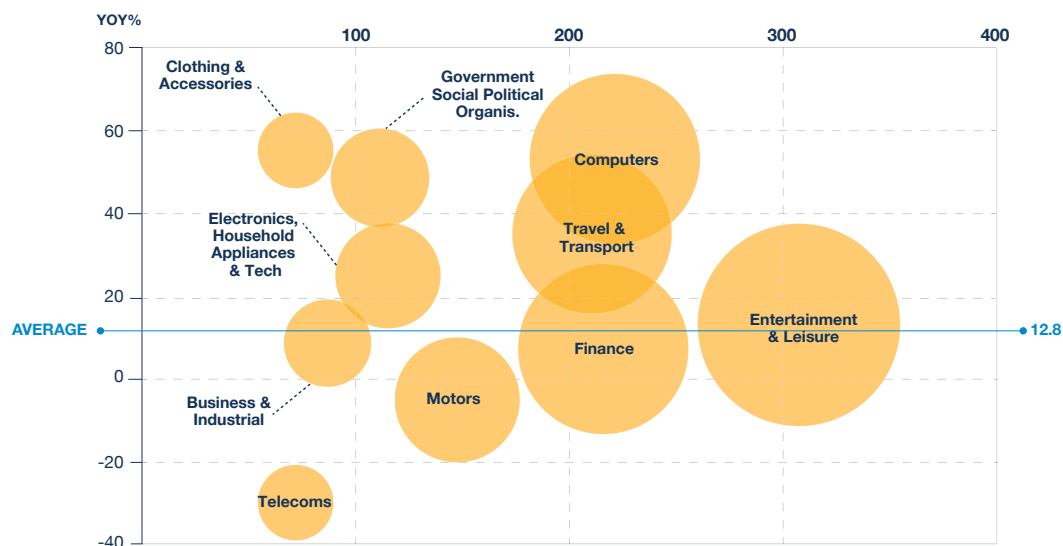 YOY%
100
200
300
400
80
60
40
20
0
-20
-40
Clothing &
Accessories
Government
Social Political
Organis.
Computers
Electronics,
Household
Appliances
& Tech
Travel &
Transport
AVERAGE
12.8
Entertainment
& Leisure
Finance
Business &
Industrial
Motors
Telecoms